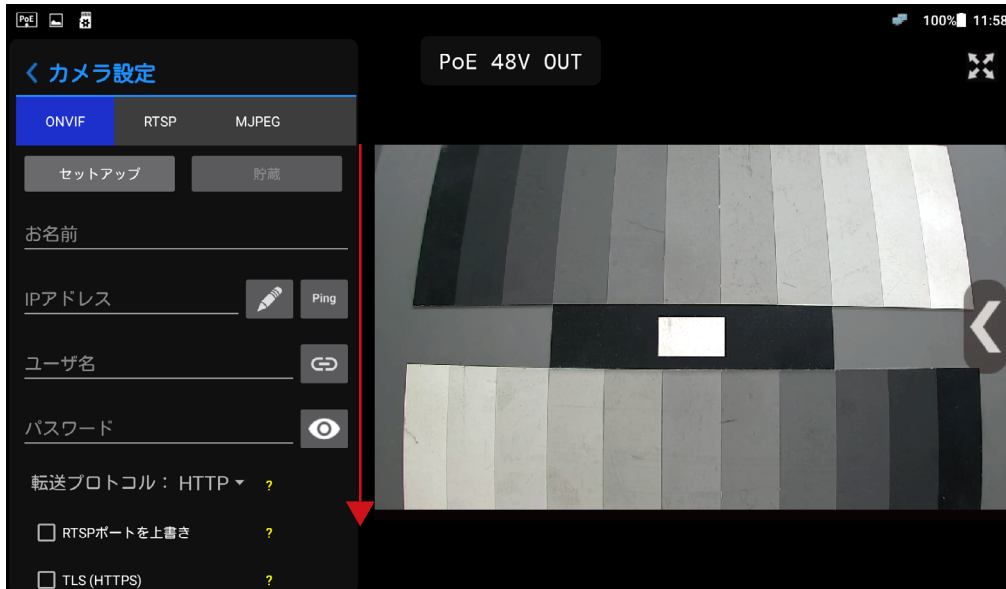 PoE
100% 11:58
カメラ設定
PoE 48V OUT
ONVIF RTSP MJPEG
セットアップ 貯蔵
お名前
IPアドレス Ping
ユーザ名
パスワード
転送プロトコル： HTTP ?
RTSPポートを上書き ?
TLS (HTTPS) ?